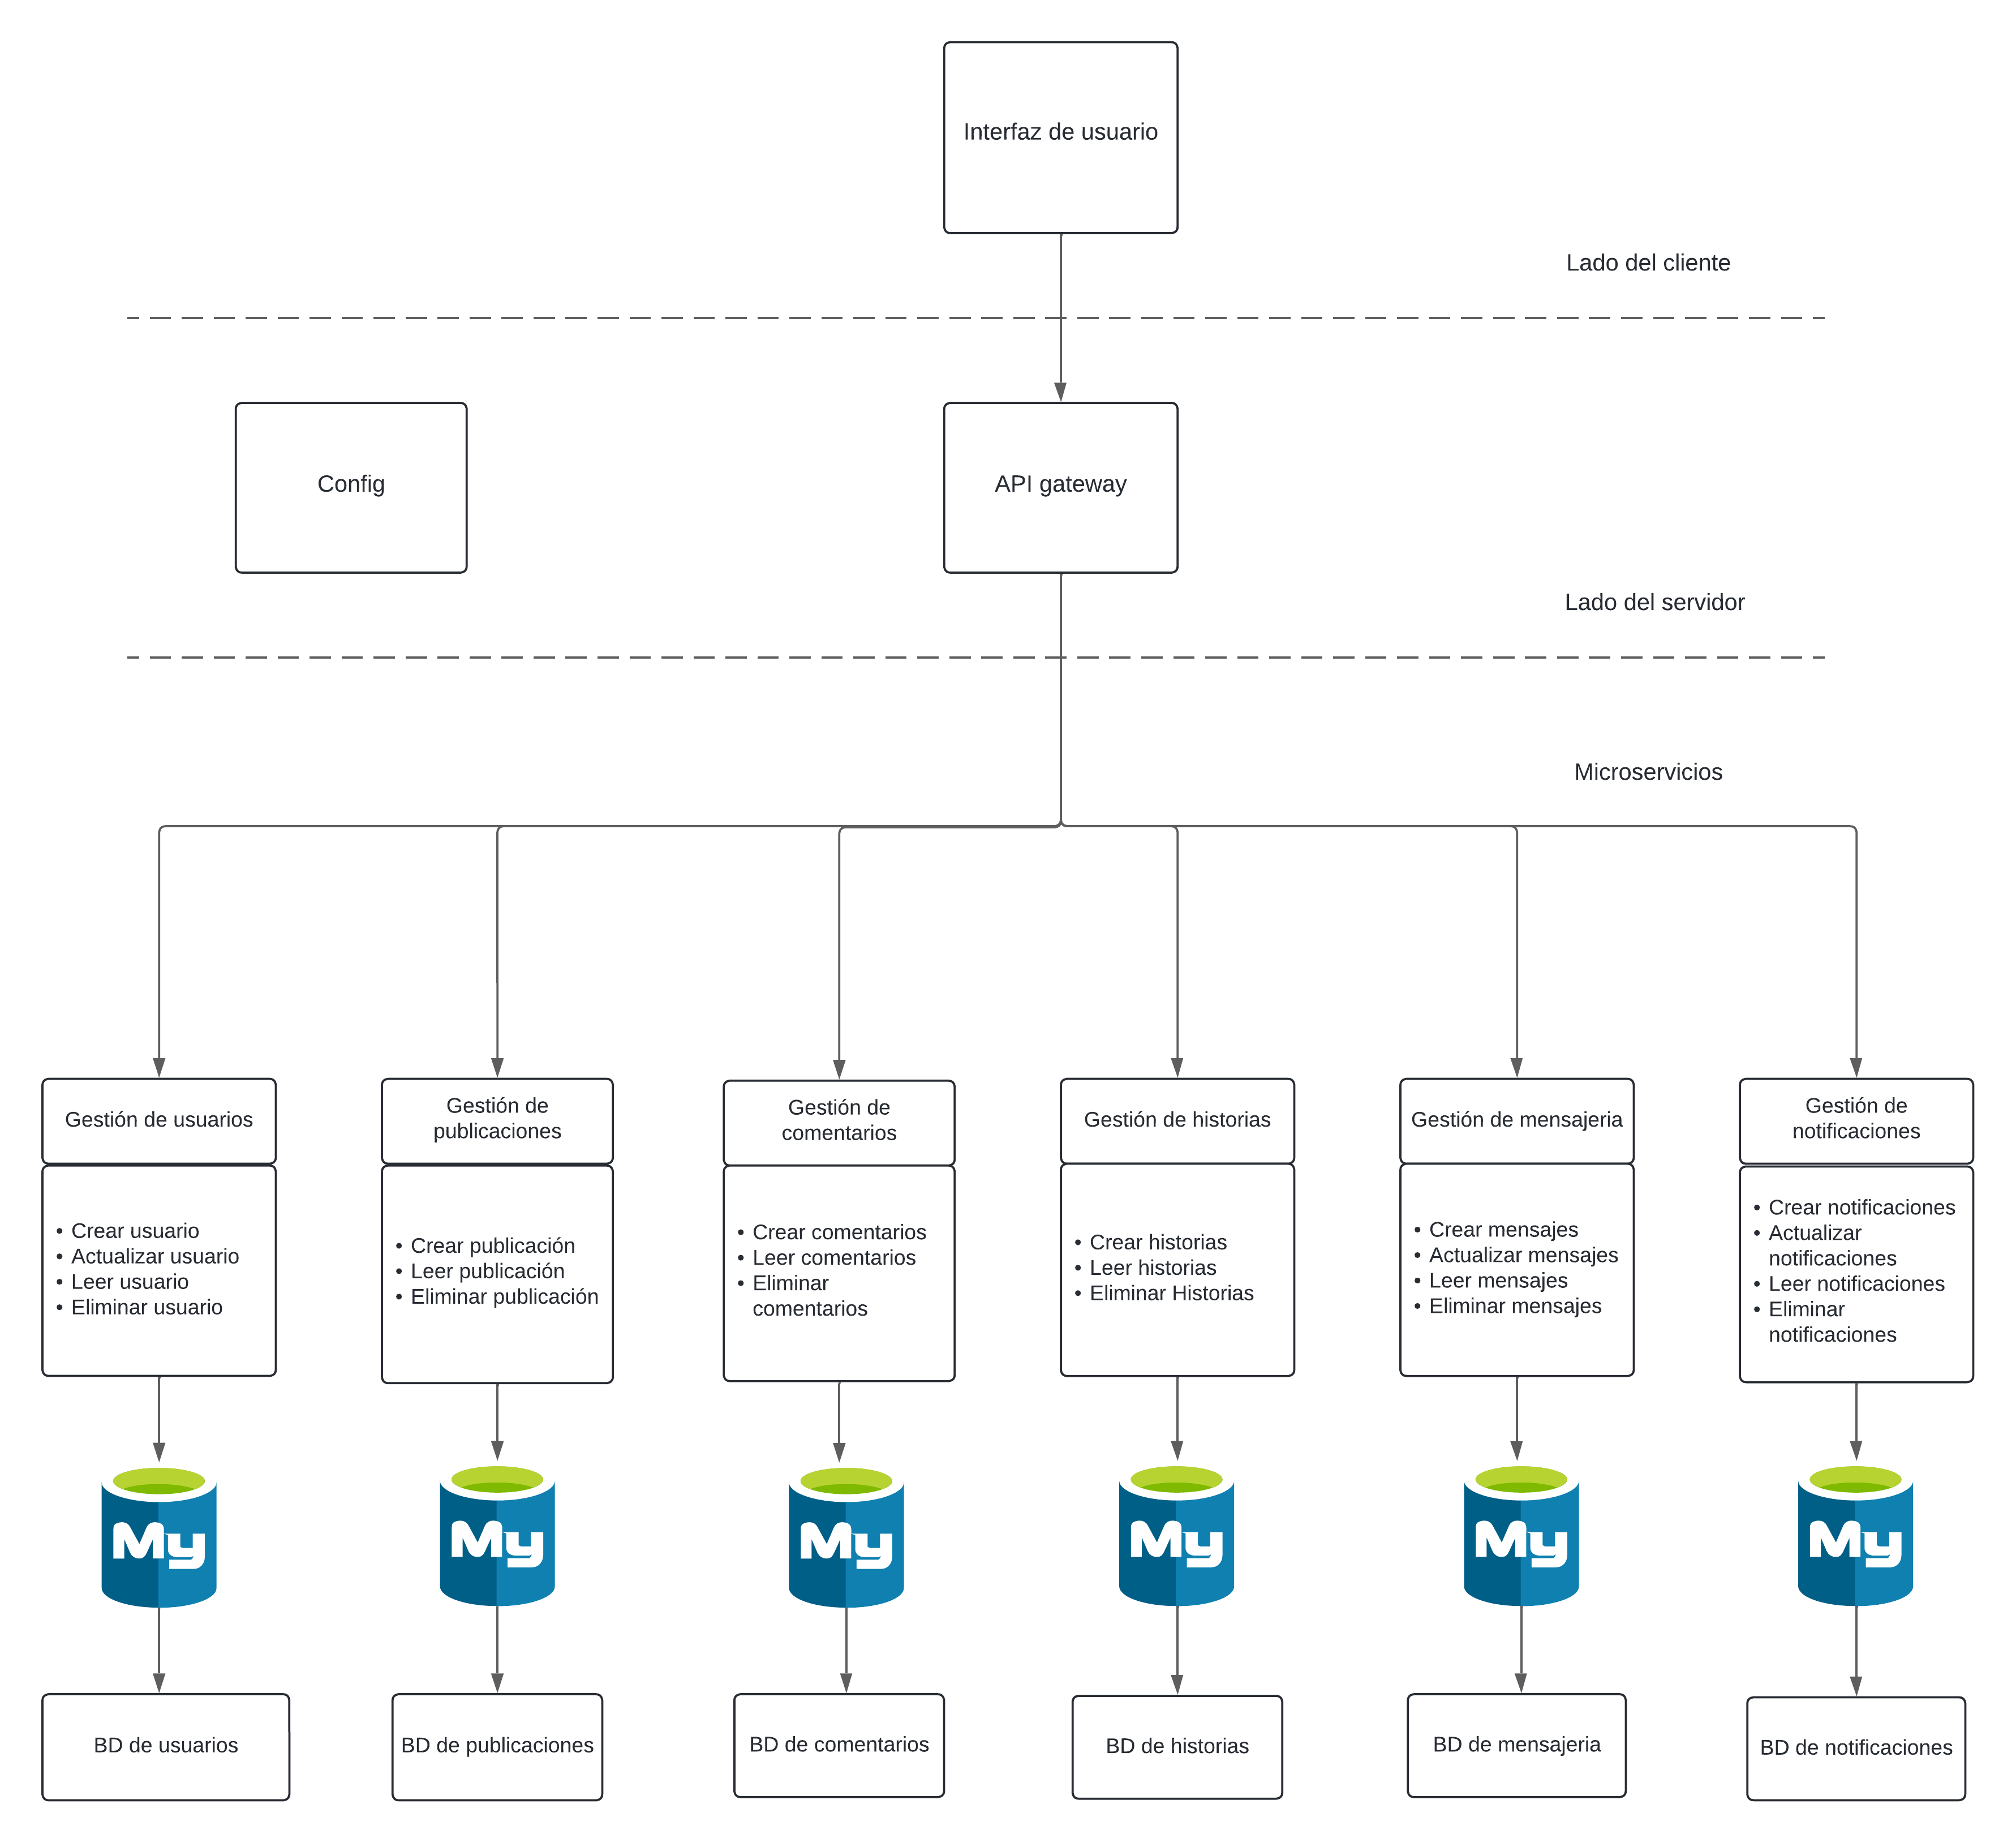 Interfaz de usuario
Lado del cliente
Config
API gateway
Lado del servidor
Microservicios
Gestión de usuarios
Crear usuario
Actualizar usuario
Leer usuario
Eliminar usuario
Gestión de
publicaciones
Crear publicación
Leer publicación
Eliminar publicación
Gestión de
comentarios
Crear comentarios
Leer comentarios
Eliminar
comentarios
Gestión de historias
Crear historias
Leer historias
Eliminar Historias
Gestión de mensajeria
Crear mensajes
Actualizar mensajes
Leer mensajes
Eliminar mensajes
Gestión de
notificaciones
Crear notificaciones
Actualizar
notificaciones
Leer notificaciones
Eliminar
notificaciones
My
My
My
My
My
My
BD de usuarios
BD de publicaciones
BD de comentarios
BD de historias
BD de mensajeria
BD de notificaciones